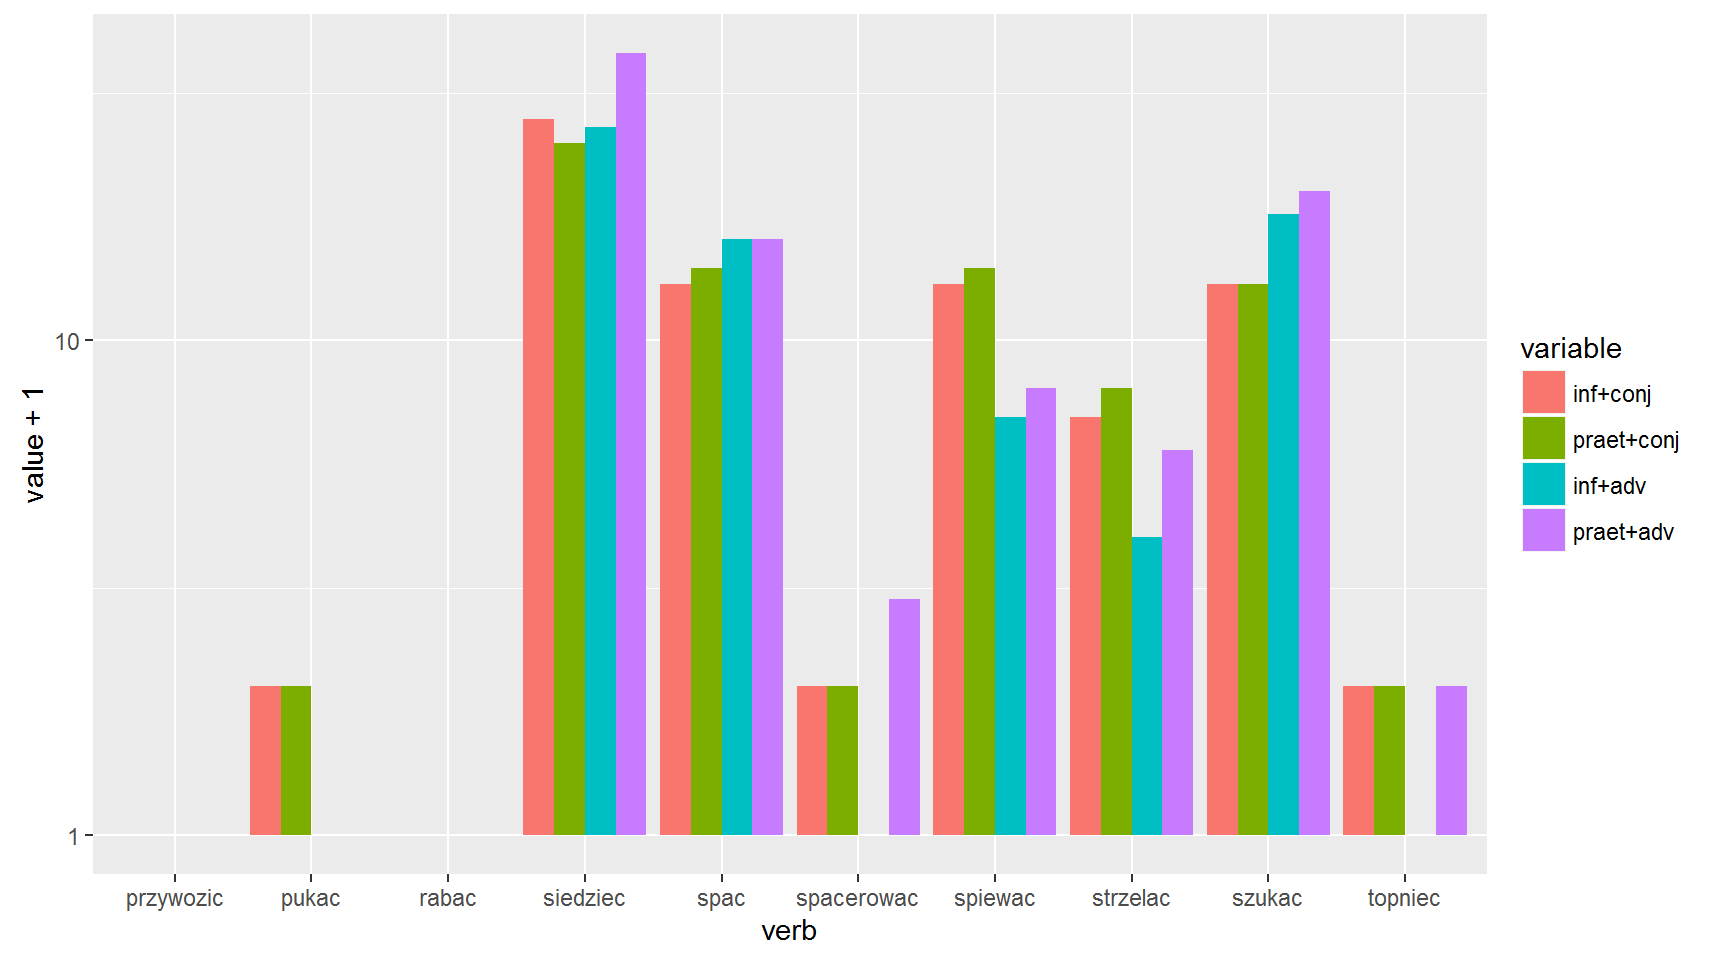 10
1
value + 1
przywozic
pukac
rabac
siedziec
spac
spacerowac
spiewac
strzelac
szukac
topniec
verb
variable
inf+conj
praet+conj
inf+adv
praet+adv